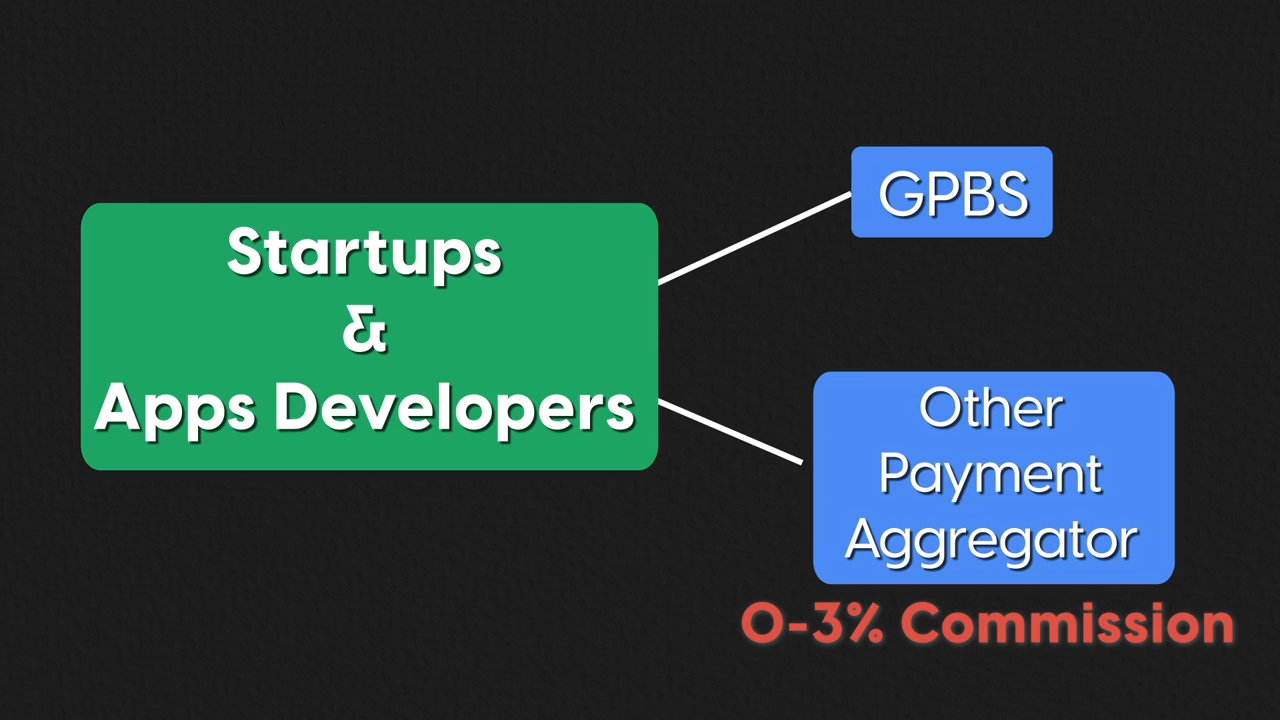 Startups
&
Apps Developers
GPBS
Other
Payment
Aggregator
0-3% Commission